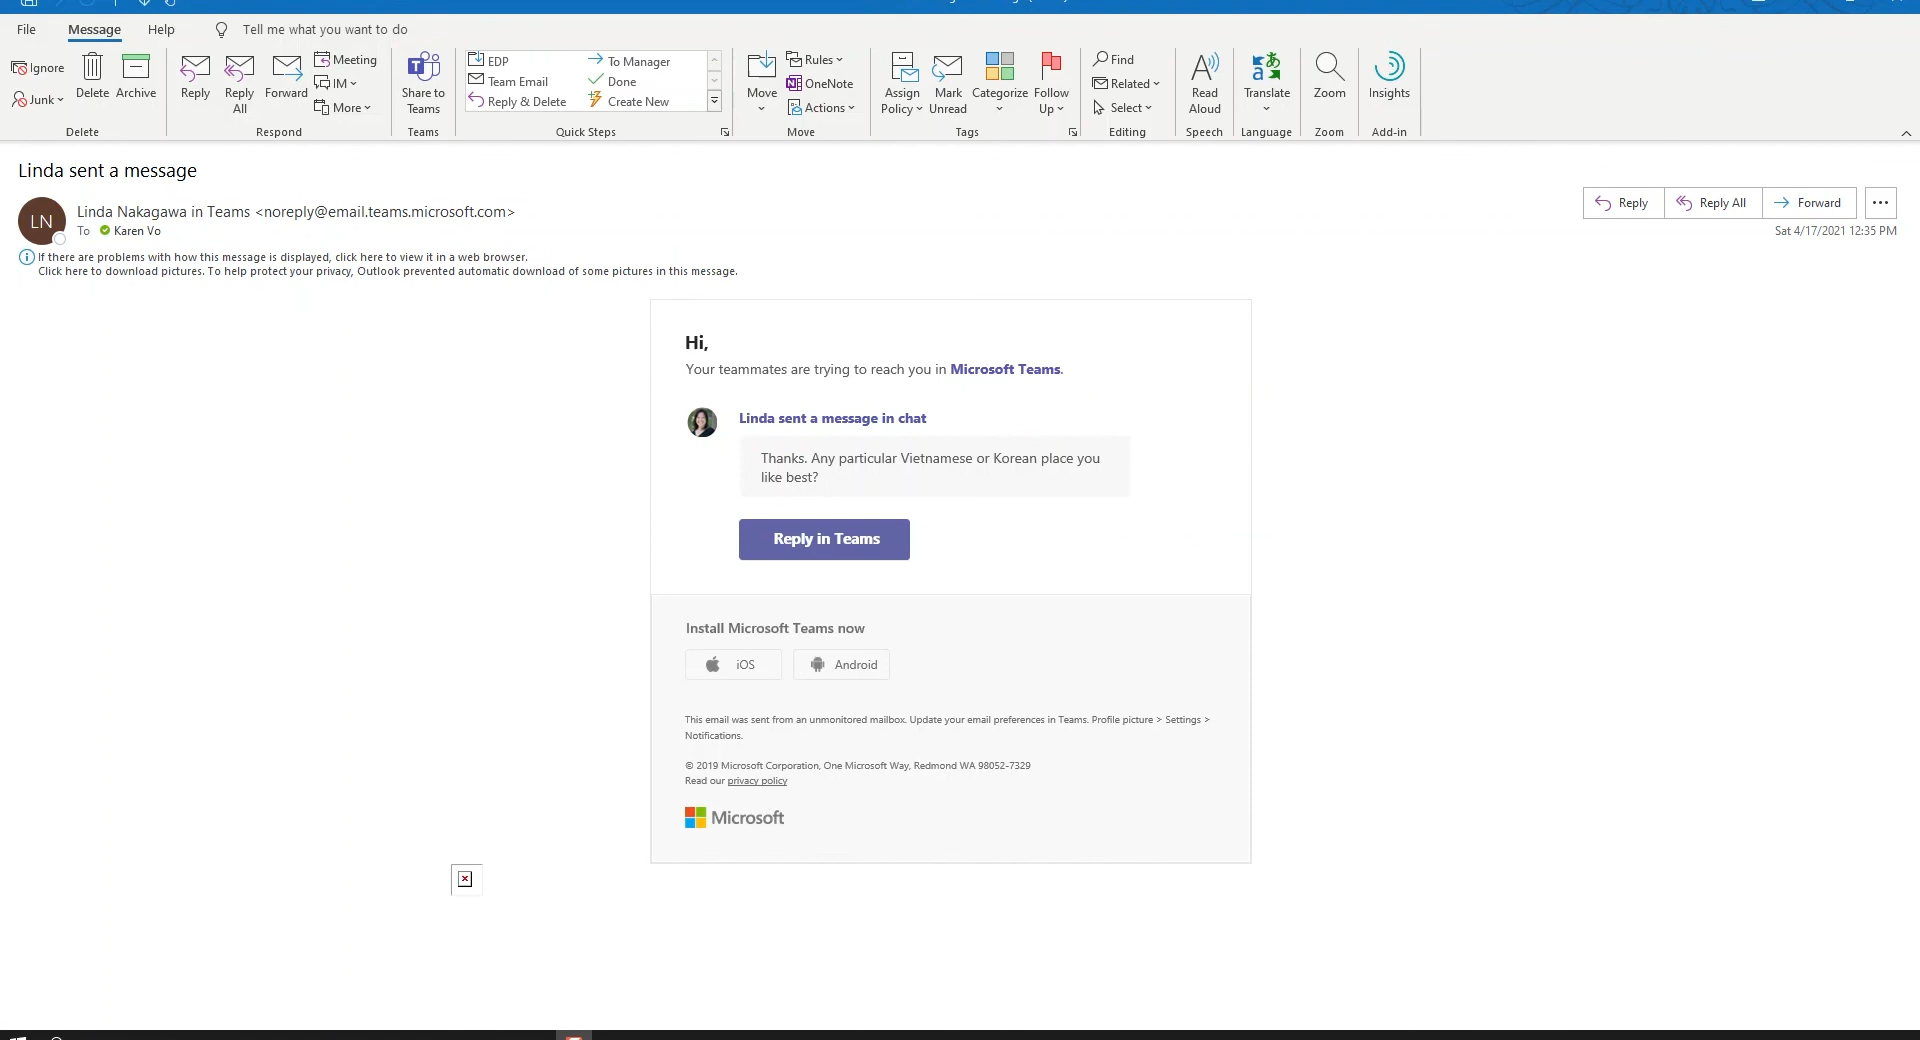 File Message Help Tell me what you want to do
Ignore
Junk
Delete Archive
Delete
Reply Reply All Forward
Meeting
IM
More
Respond
Share to Teams
Teams
EDP To Manager
Team Email Done
Reply & Delete Create New
Quick Steps
Move
Rules
OneNote
Actions
Move
Assign Policy Mark Unread Categorize Follow Up
Tags
Find
Related
Select
Editing
Read Aloud
Speech
Translate
Language
Zoom
Zoom
Insights
Add-in
Linda sent a message
LN
Linda Nakagawa in Teams <noreply@email.teams.microsoft.com>
To Karen Vo
Reply Reply All Forward
Sat 4/17/2021 12:35 PM
If there are problems with how this message is displayed, click here to view it in a web browser.
Click here to download pictures. To help protect your privacy, Outlook prevented automatic download of some pictures in this message.
Hi,
Your teammates are trying to reach you in Microsoft Teams.
Linda sent a message in chat
Thanks. Any particular Vietnamese or Korean place you
like best?
Reply in Teams
Install Microsoft Teams now
iOS Android
This email was sent from an unmonitored mailbox. Update your email preferences in Teams. Profile picture > Settings >
Notifications.
© 2019 Microsoft Corporation, One Microsoft Way, Redmond WA 98052-7329
Read our privacy policy
Microsoft